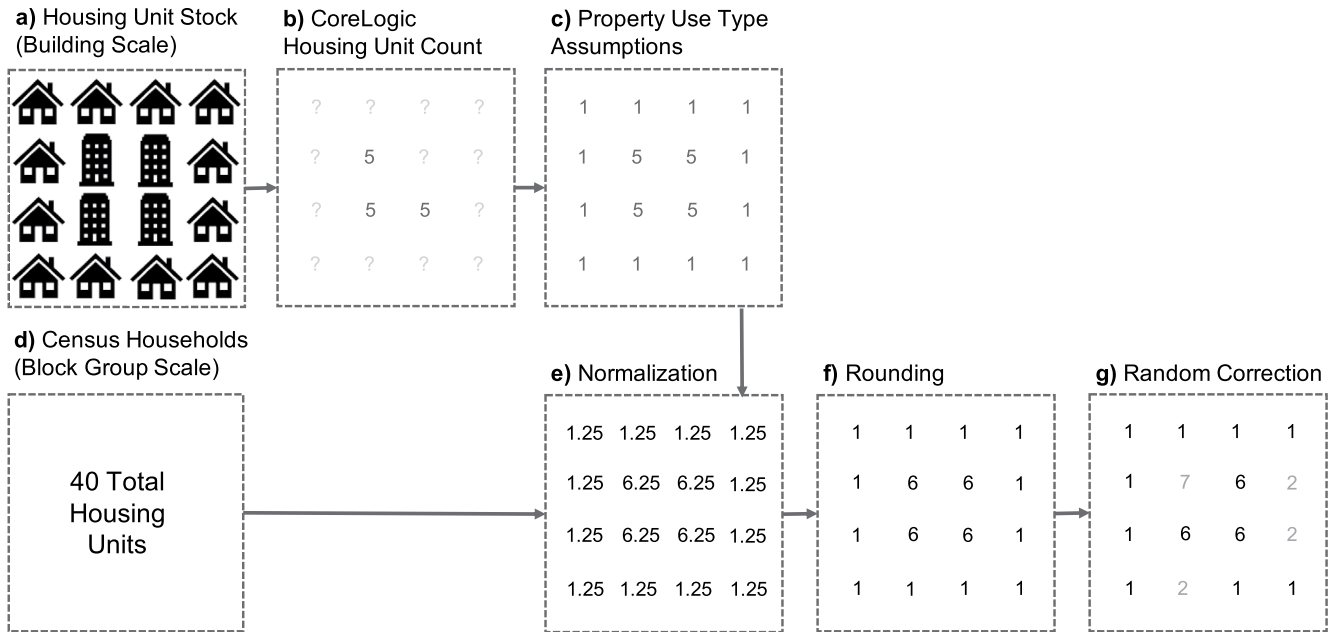 a) Housing Unit Stock
(Building Scale)
b) CoreLogic
Housing Unit Count
c) Property Use Type
Assumptions
? ? ? ?
? 5 ? ?
? 5 5 ?
? ? ? ?
1 1 1 1
1 5 5 1
1 5 5 1
1 1 1 1
d) Census Households
(Block Group Scale)
40 Total
Housing
Units
e) Normalization
1.25 1.25 1.25 1.25
1.25 6.25 6.25 1.25
1.25 6.25 6.25 1.25
1.25 1.25 1.25 1.25
f) Rounding
1 1 1 1
1 6 6 1
1 6 6 1
1 1 1 1
g) Random Correction
1 1 1 1
1 7 6 2
1 6 6 2
1 2 1 1